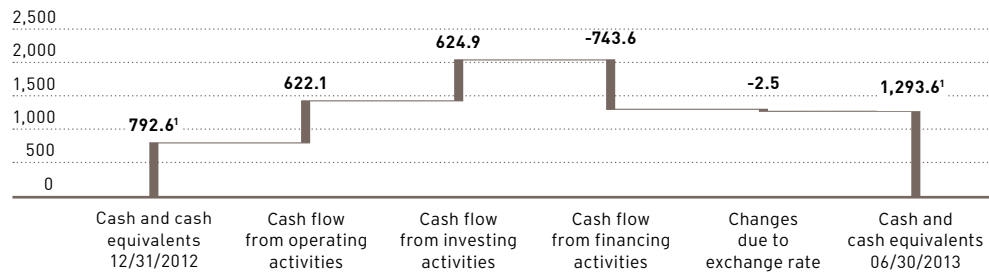 2,500
2,000
1,500
1,000
500
0
792.6¹
622.1
624.9
-743.6
-2.5
1,293.6¹
Cash and cash
equivalents
12/31/2012
Cash flow
from operating
activities
Cash flow
from investing
activities
Cash flow
from financing
activities
Changes
due to
exchange rate
Cash and
cash equivalents
06/30/2013